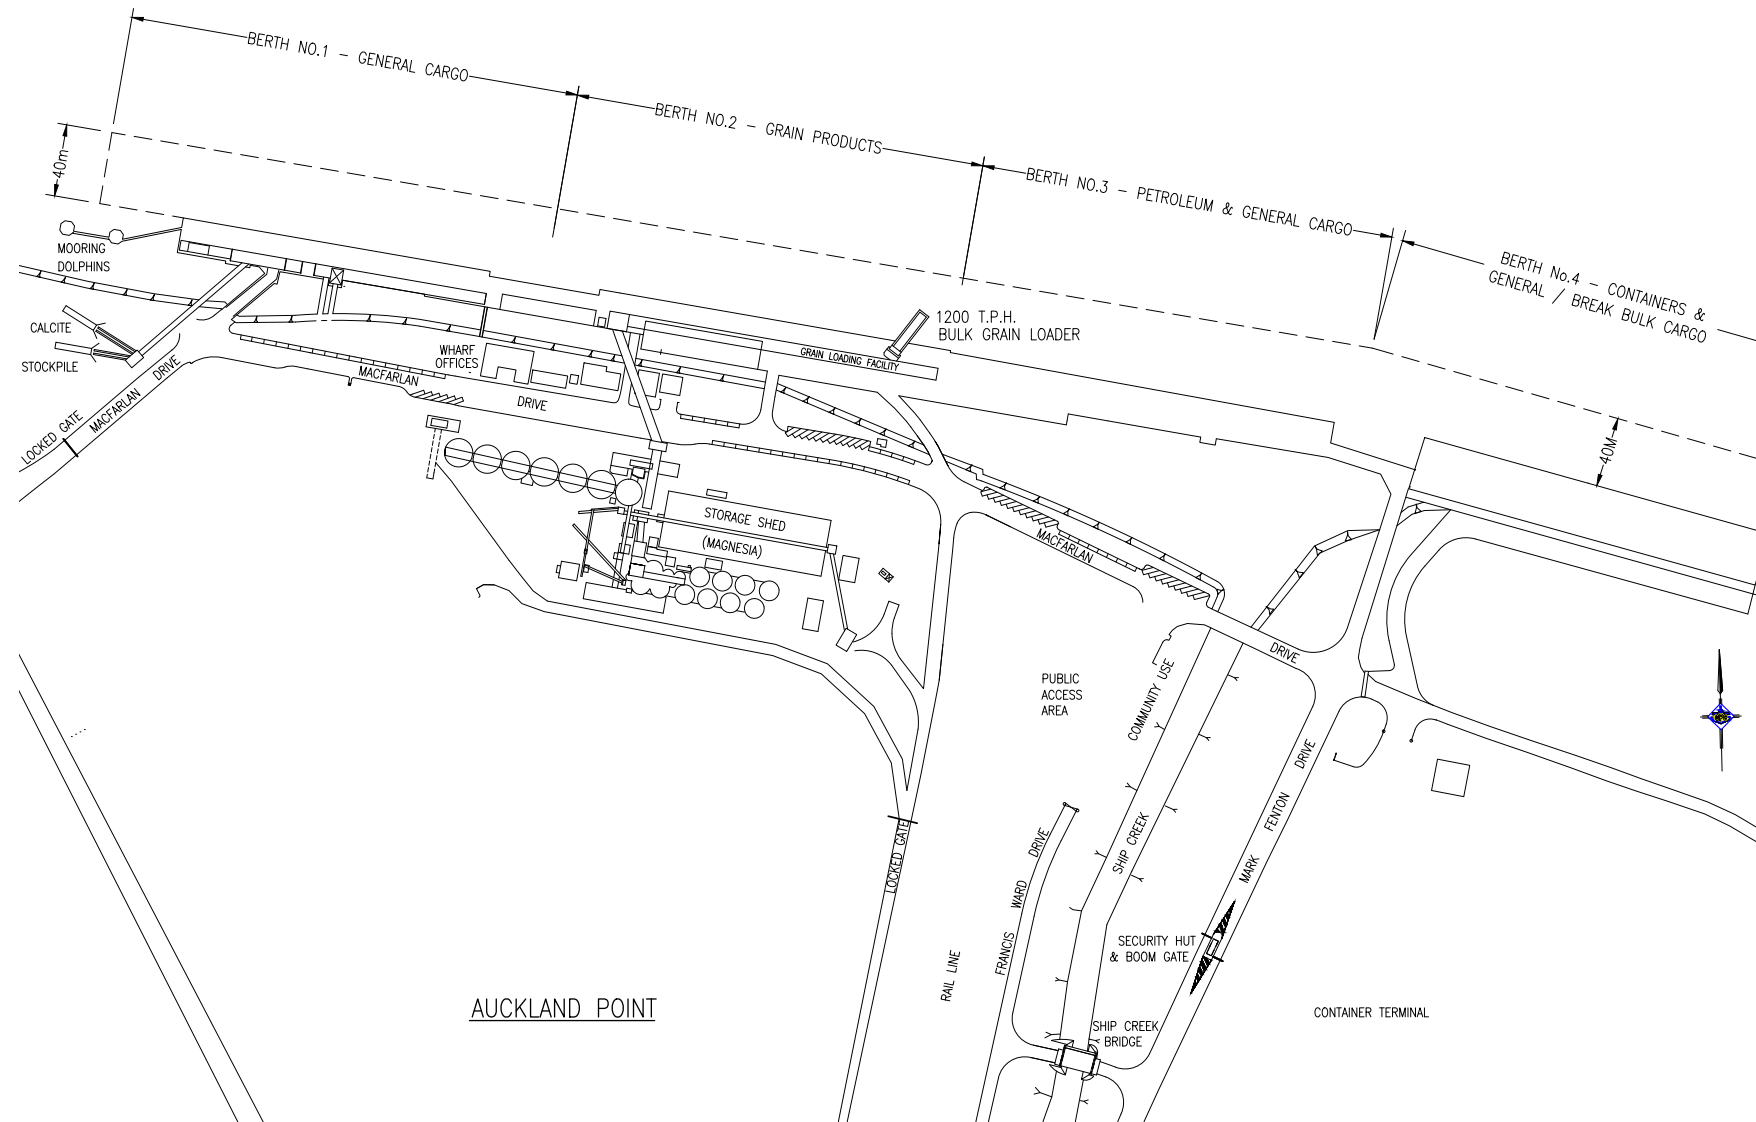 BERTH NO.1 - GENERAL CARGO
BERTH NO.2 - GRAIN PRODUCTS
BERTH NO.3 - PETROLEUM & GENERAL CARGO
BERTH No.4 - CONTAINERS &
GENERAL / BREAK BULK CARGO
40m
MOORING
DOLPHINS
CALCITE
STOCKPILE
1200 T.P.H.
BULK GRAIN LOADER
GRAIN LOADING FACILITY
WHARF
OFFICES
MACFARLAN
DRIVE
DRIVE
MACFARLAN
LOCKED GATE
40M
STORAGE SHED
(MAGNESIA)
MACFARLAN
DRIVE
PUBLIC
ACCESS
AREA
COMMUNITY USE
SHIP CREEK
MARK FENTON DRIVE
LOCKED GATE
FRANCIS WARD DRIVE
RAIL LINE
SECURITY HUT
& BOOM GATE
SHIP CREEK
BRIDGE
CONTAINER TERMINAL
AUCKLAND POINT